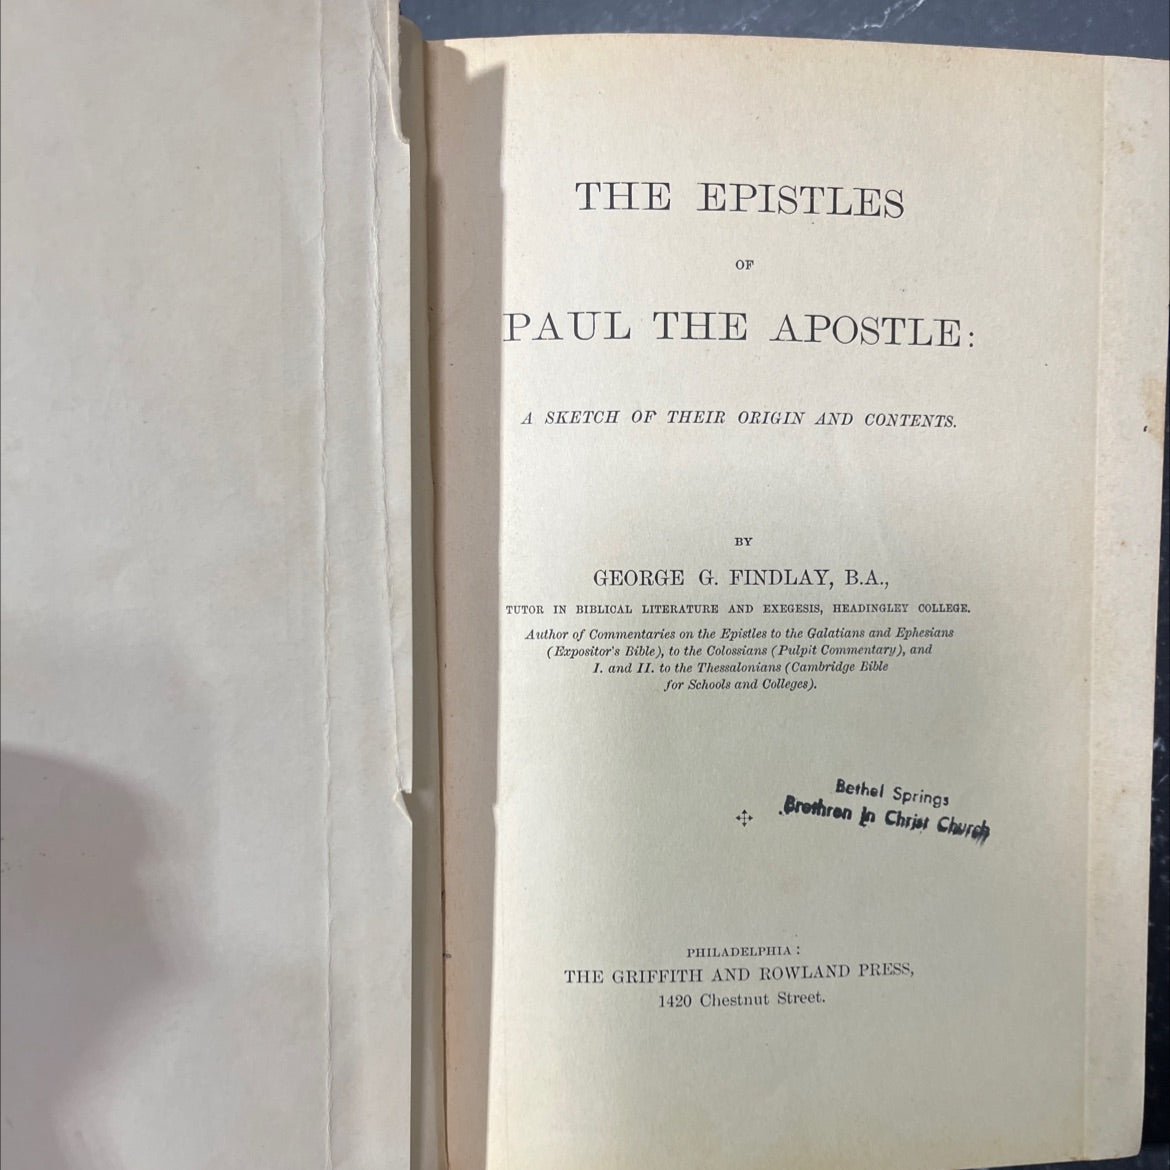 THE EPISTLES
OF
PAUL THE APOSTLE:
A SKETCH OF THEIR ORIGIN AND CONTENTS.
BY
GEORGE G. FINDLAY, B.A.,
TUTOR IN BIBLICAL LITERATURE AND EXEGESIS, HEADINGLEY COLLEGE.
Author of Commentaries on the Epistles to the Galatians and Ephesians
(Expositor's Bible), to the Colossians (Pulpit Commentary), and
I. and II. to the Thessalonians (Cambridge Bible
for Schools and Colleges).
Bethel Springs
Brethren In Christ Church
PHILADELPHIA:
THE GRIFFITH AND ROWLAND PRESS,
1420 Chestnut Street.